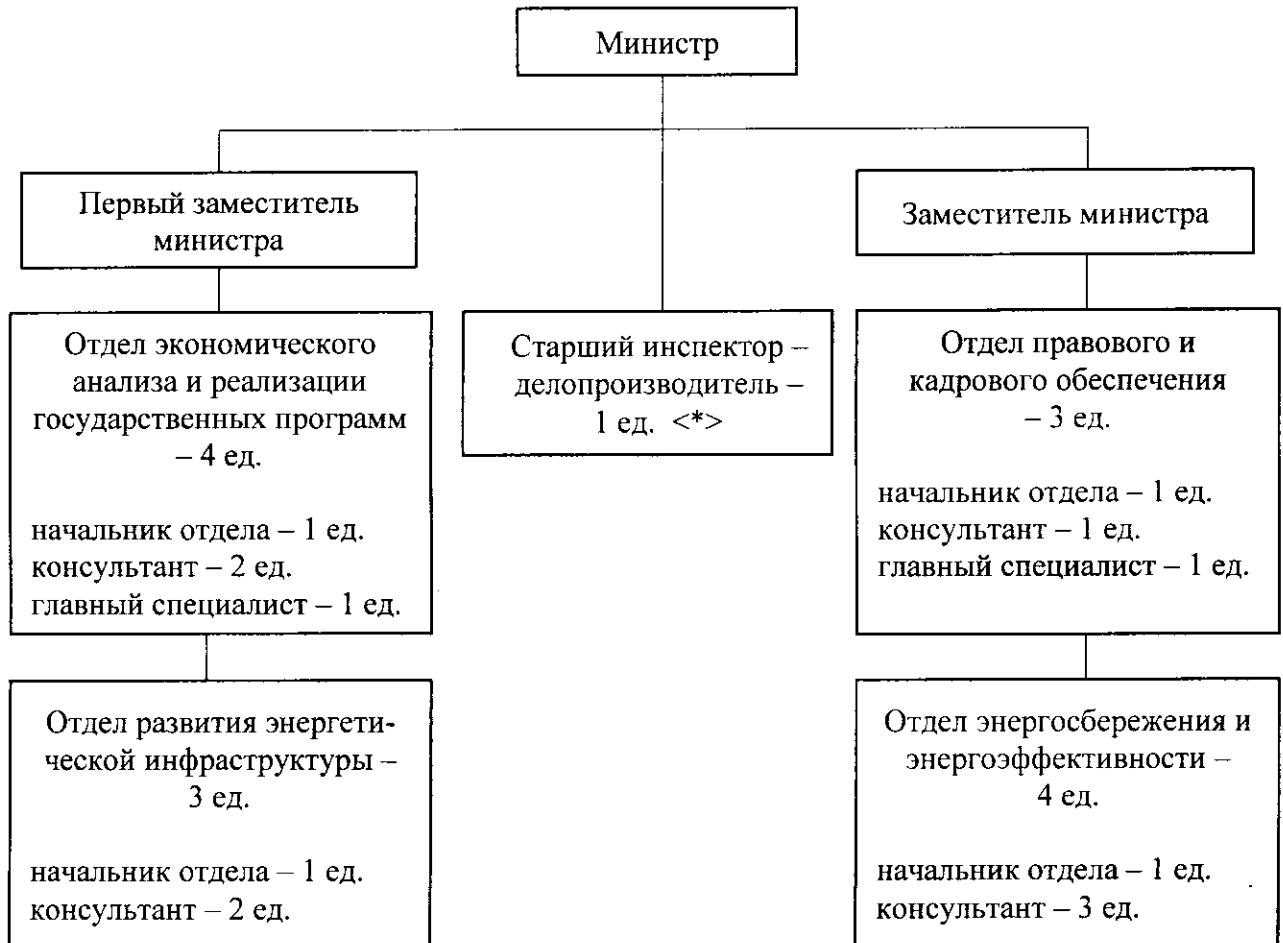 Министр
Первый заместитель
министра
Заместитель министра
Отдел экономического
анализа и реализации
государственных программ
– 4 ед.
начальник отдела – 1 ед.
консультант – 2 ед.
главный специалист – 1 ед.
Старший инспектор –
делопроизводитель –
1 ед. <*>
Отдел правового и
кадрового обеспечения
– 3 ед.
начальник отдела – 1 ед.
консультант – 1 ед.
главный специалист – 1 ед.
Отдел развития энергети-
ческой инфраструктуры –
3 ед.
начальник отдела – 1 ед.
консультант – 2 ед.
Отдел энергосбережения и
энергоэффективности –
4 ед.
начальник отдела – 1 ед.
консультант – 3 ед.